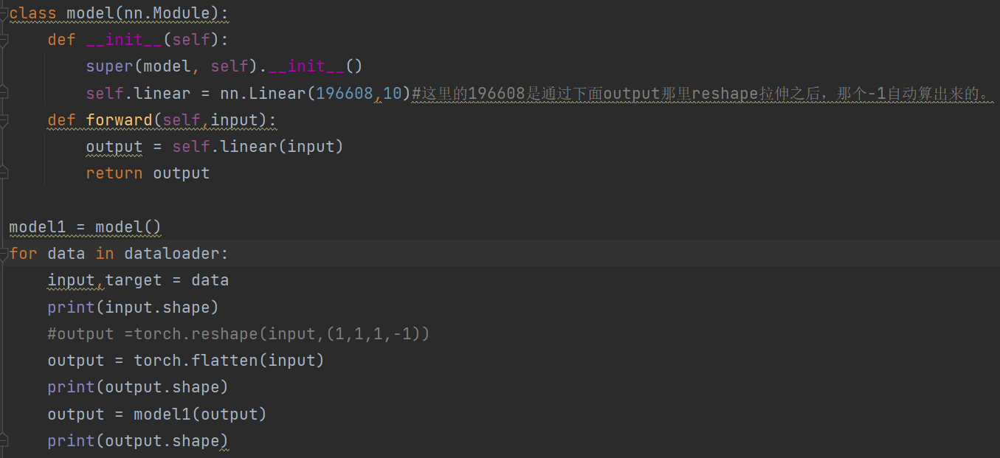 class model(nn.Module):
    def __init__(self):
        super(model, self).__init__()
        self.linear = nn.Linear(196608,10)#这里的196608是通过下面output那里reshape拉伸之后，那个-1自动算出来的。
    def forward(self,input):
        output = self.linear(input)
        return output

model1 = model()
for data in dataloader:
    input,target = data
    print(input.shape)
    #output =torch.reshape(input,(1,1,1,-1))
    output = torch.flatten(input)
    print(output.shape)
    output = model1(output)
    print(output.shape)